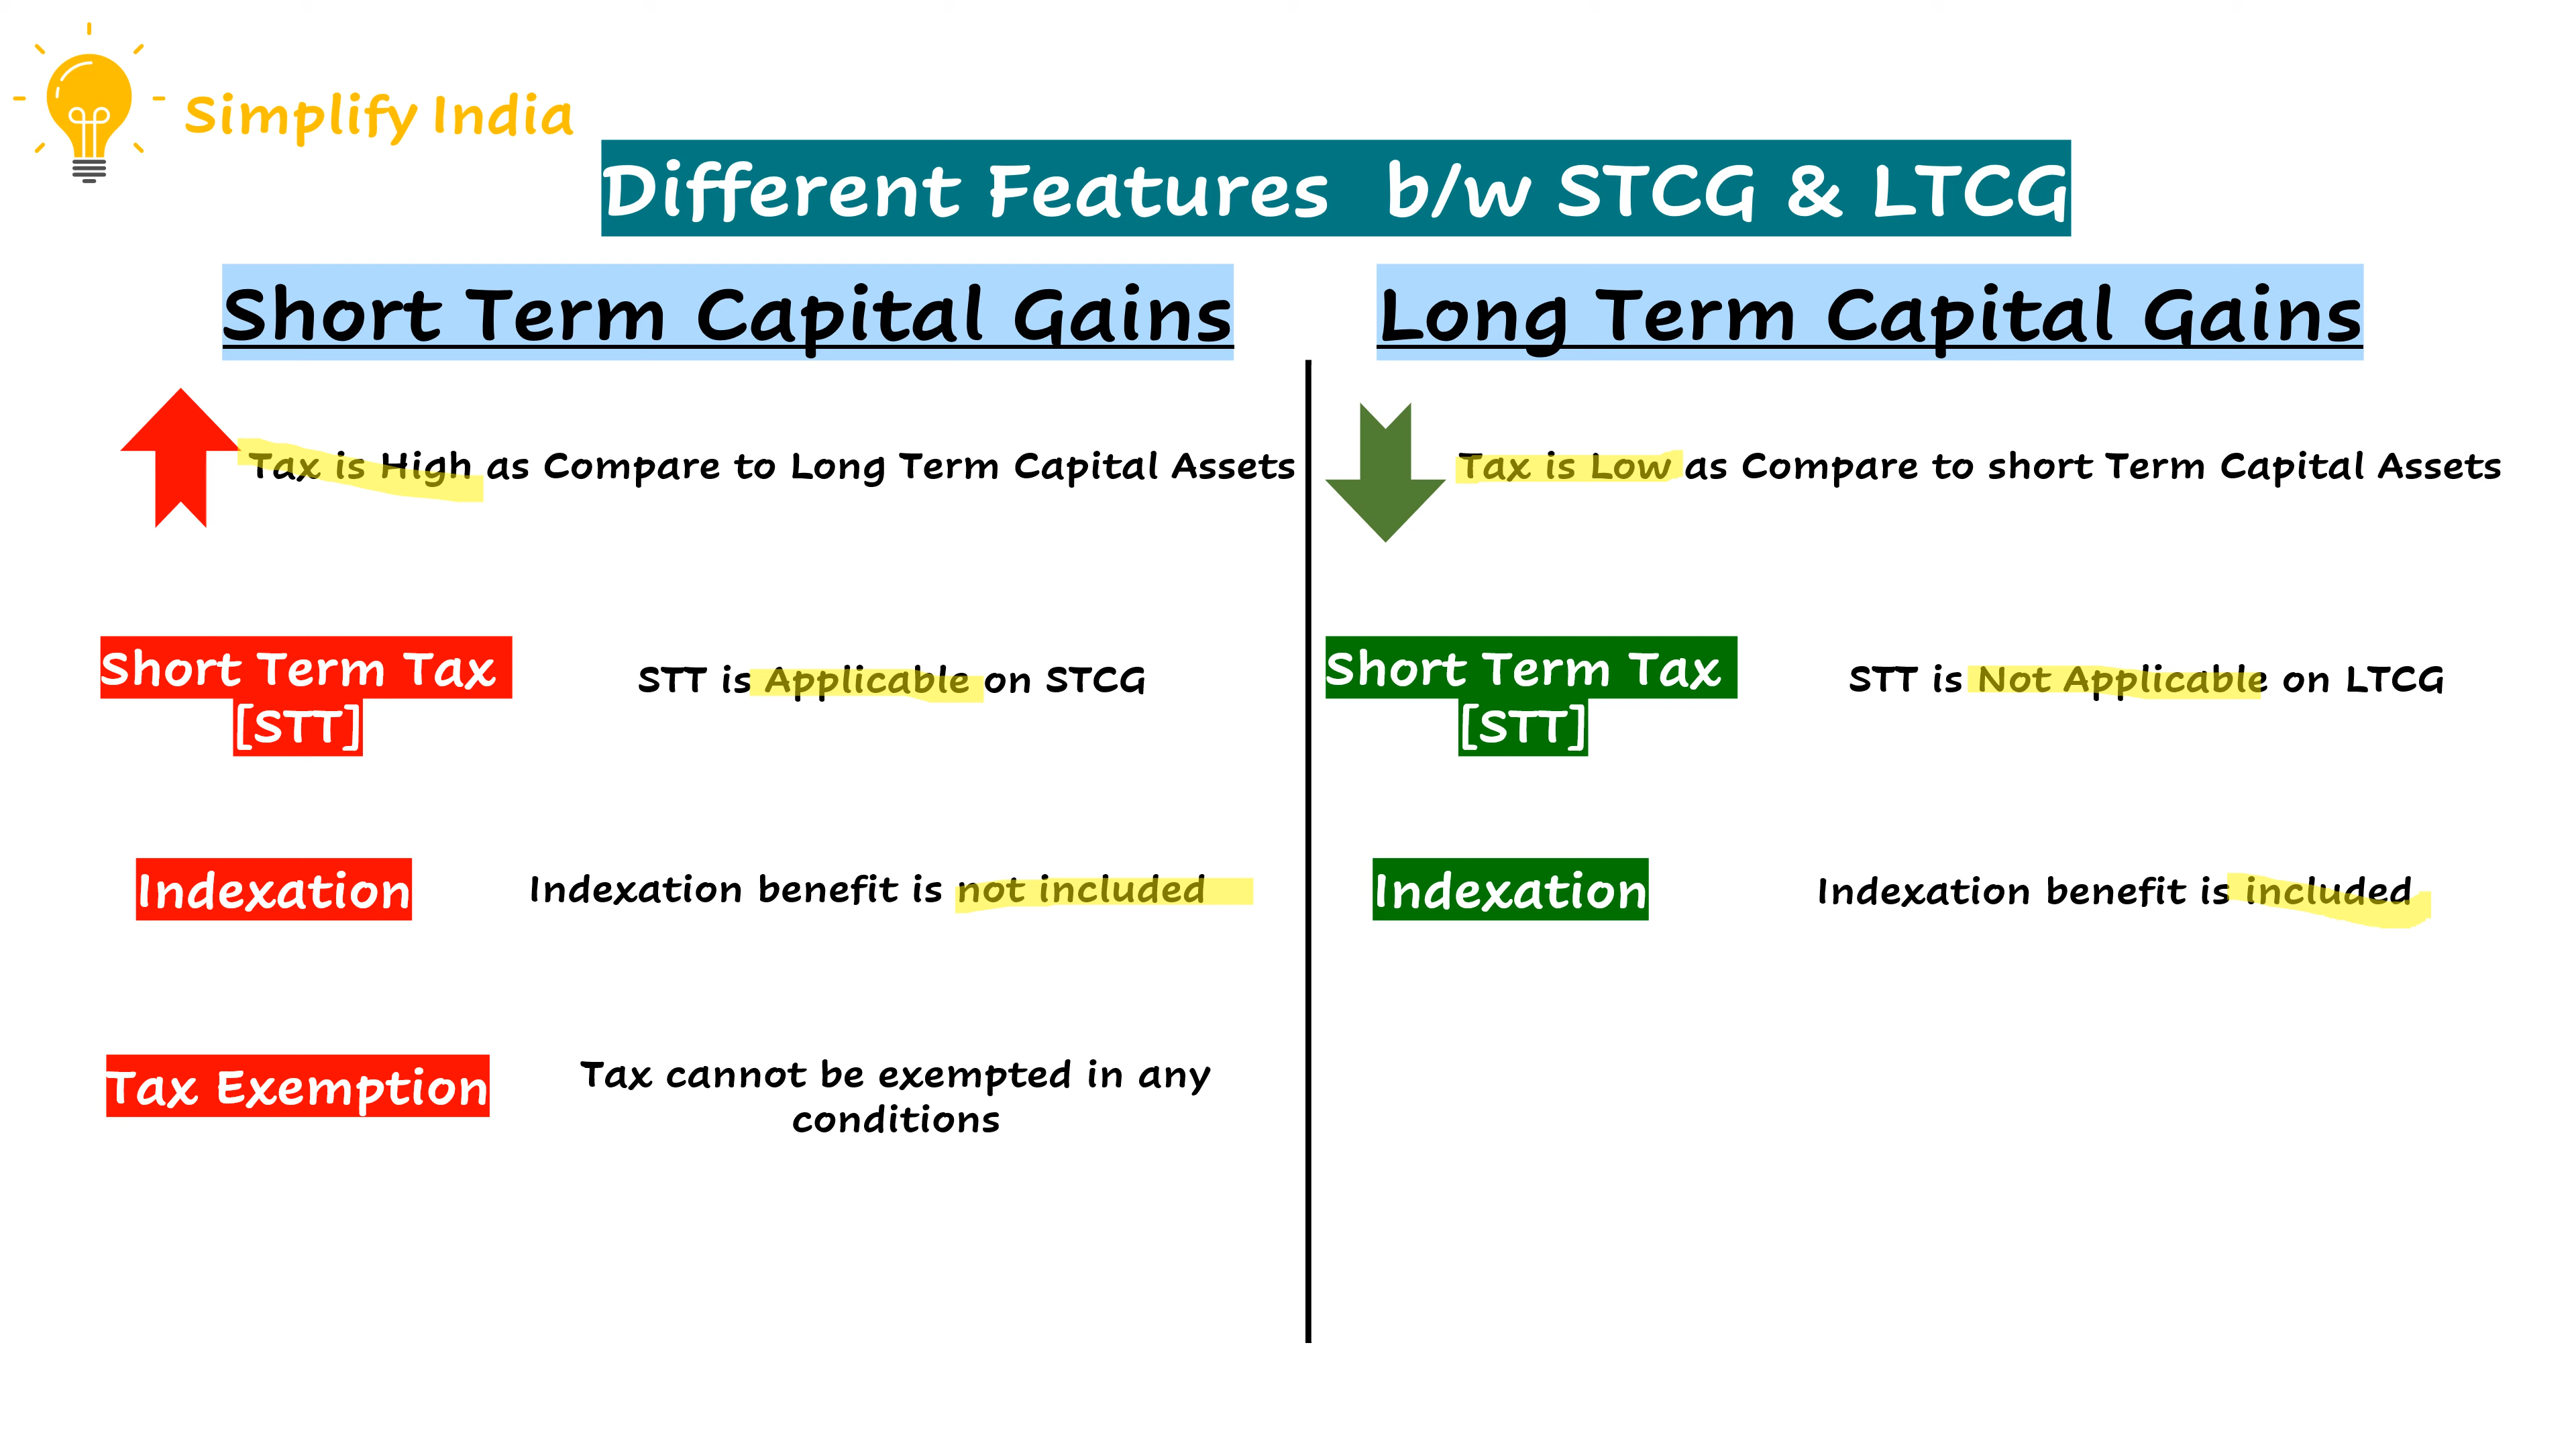 Simplify India
Different Features b/w STCG & LTCG
Short Term Capital Gains
Tax is High as Compare to Long Term Capital Assets
Short Term Tax
[STT]
STT is Applicable on STCG
Indexation
Indexation benefit is not included
Tax Exemption
Tax cannot be exempted in any
conditions
Long Term Capital Gains
Tax is Low as Compare to short Term Capital Assets
Short Term Tax
[STT]
STT is Not Applicable on LTCG
Indexation
Indexation benefit is included